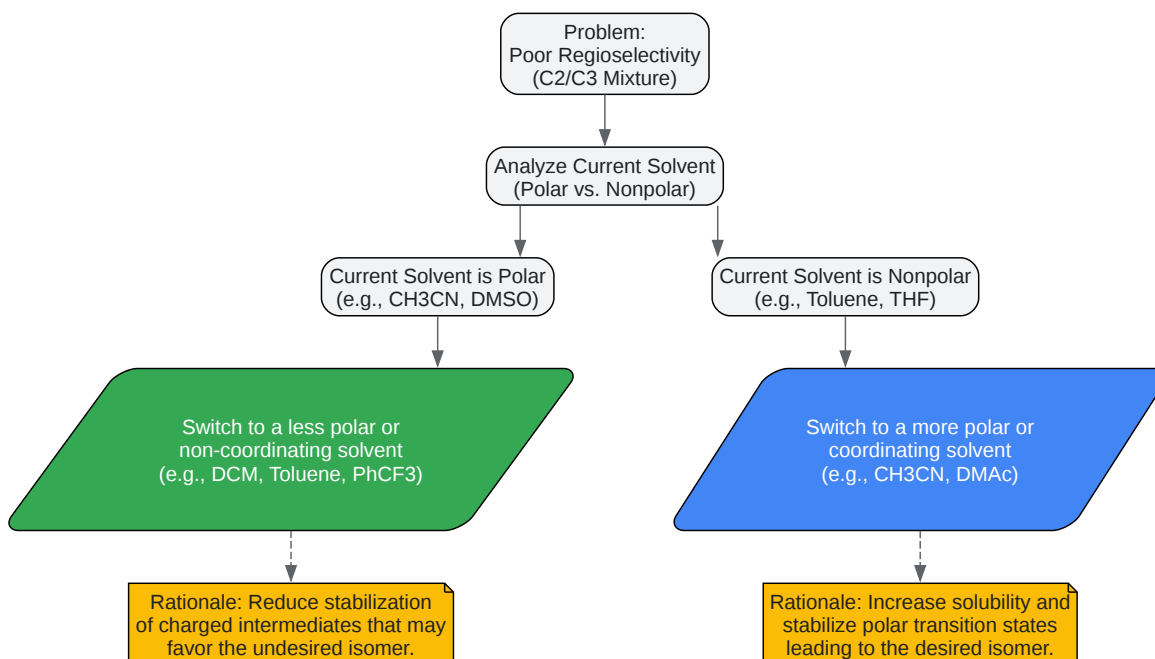 Problem:
Poor Regioselectivity
(C2/C3 Mixture)
Analyze Current Solvent
(Polar vs. Nonpolar)
Current Solvent is Polar
(e.g., CH3CN, DMSO)
Current Solvent is Nonpolar
(e.g., Toluene, THF)
Switch to a less polar or
non-coordinating solvent
(e.g., DCM, Toluene, PhCF3)
Switch to a more polar or
coordinating solvent
(e.g., CH3CN, DMAc)
Rationale: Reduce stabilization
of charged intermediates that may
favor the undesired isomer.
Rationale: Increase solubility and
stabilize polar transition states
leading to the desired isomer.